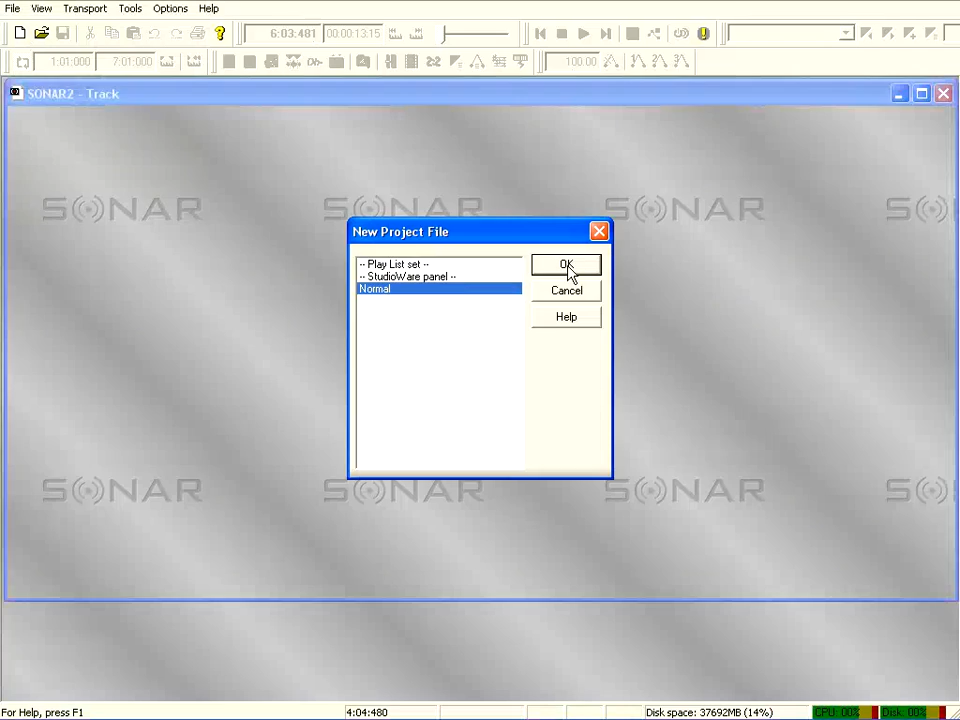 File View Transport Tools Options Help
6:03:481 00:00:13:15
1:01:000 7:01:000 100.00
SONAR2 - Track
SONAR SONAR SONAR SO
New Project File
-- Play List set --
-- StudioWare panel --
Normal
OK
Cancel
Help
SONAR SONAR SONAR SO
For Help, press F1 4:04:480 Disk space: 37692MB (14%) CPU: 00% Disk: 00%